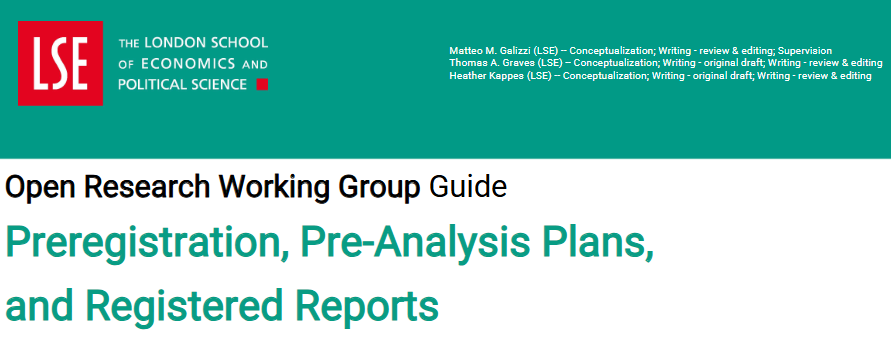 LSE
THE LONDON SCHOOL
OF ECONOMICS AND
POLITICAL SCIENCE
Matteo M. Galizzi (LSE) – Conceptualization; Writing - review & editing; Supervision
Thomas A. Graves (LSE) – Conceptualization; Writing - original draft; Writing - review & editing
Heather Kappes (LSE) – Conceptualization; Writing - original draft; Writing - review & editing
Open Research Working Group Guide
Preregistration, Pre-Analysis Plans,
and Registered Reports